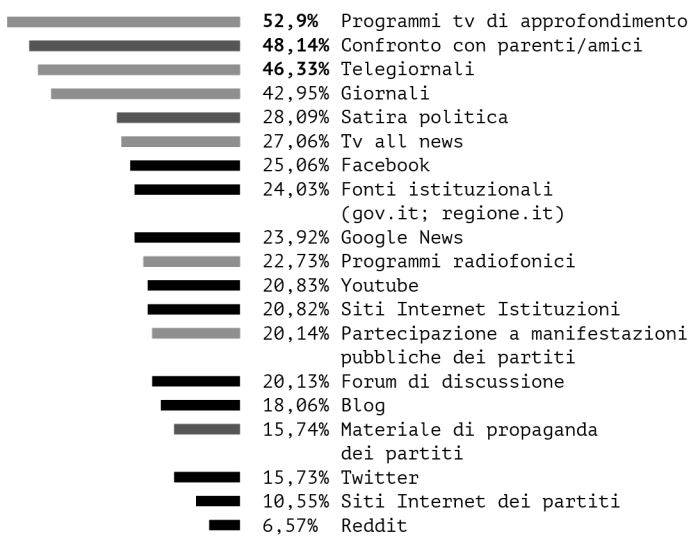 52,9% Programmi tv di approfondimento
48,14% Confronto con parenti/amici
46,33% Telegiornali
42,95% Giornali
28,09% Satira politica
27,06% Tv all news
25,06% Facebook
24,03% Fonti istituzionali
(gov.it; regione.it)
23,92% Google News
22,73% Programmi radiofonici
20,83% Youtube
20,82% Siti Internet Istituzioni
20,14% Partecipazione a manifestazioni
pubbliche dei partiti
20,13% Forum di discussione
18,06% Blog
15,74% Materiale di propaganda
dei partiti
15,73% Twitter
10,55% Siti Internet dei partiti
6,57% Reddit